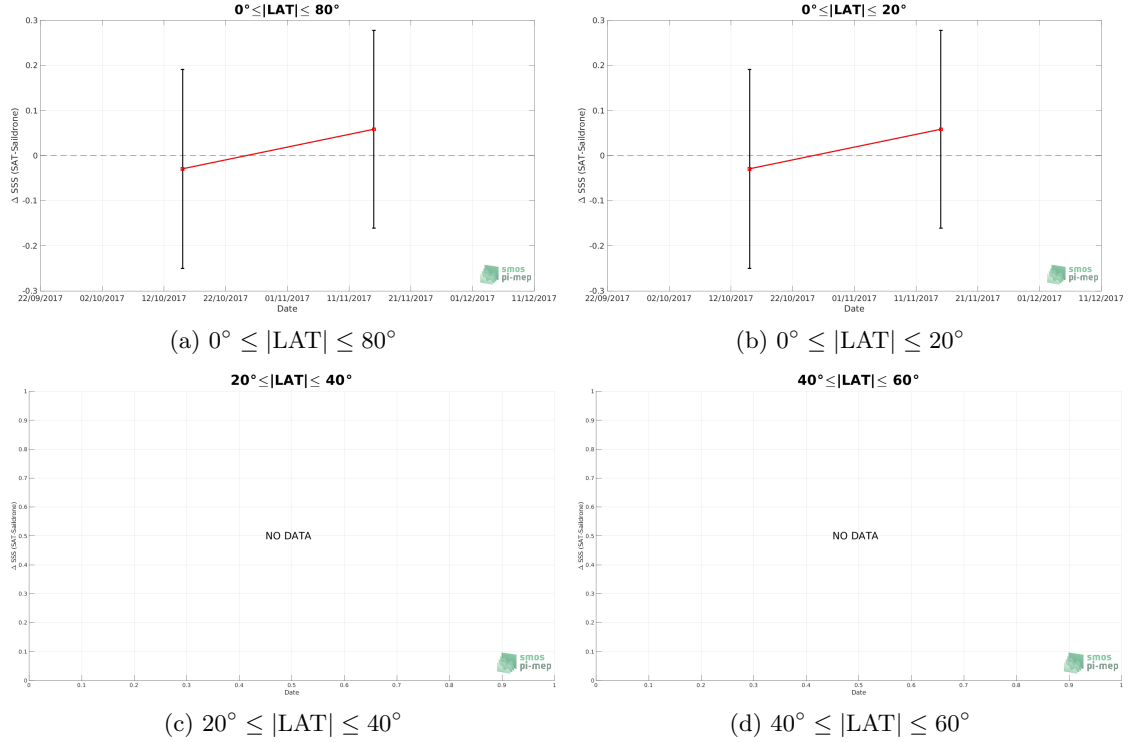 0°≤|LAT|≤ 80°
0.3
0.2
0.1
0
-0.1
-0.2
-0.3
Δ SSS (SAT-Saildrone)
22/09/2017 02/10/2017 12/10/2017 22/10/2017 01/11/2017 11/11/2017 21/11/2017 01/12/2017 11/12/2017
Date
smos
pi-mep
(a) 0° ≤ |LAT| ≤ 80°
0°≤|LAT|≤ 20°
0.3
0.2
0.1
0
-0.1
-0.2
-0.3
Δ SSS (SAT-Saildrone)
22/09/2017 02/10/2017 12/10/2017 22/10/2017 01/11/2017 11/11/2017 21/11/2017 01/12/2017 11/12/2017
Date
smos
pi-mep
(b) 0° ≤ |LAT| ≤ 20°
20°≤|LAT|≤ 40°
1
0.9
0.8
0.7
0.6
0.5
0.4
0.3
0.2
0.1
0
Δ SSS (SAT-Saildrone)
NO DATA
0 0.1 0.2 0.3 0.4 0.5 0.6 0.7 0.8 0.9 1
Date
smos
pi-mep
(c) 20° ≤ |LAT| ≤ 40°
40°≤|LAT|≤ 60°
1
0.9
0.8
0.7
0.6
0.5
0.4
0.3
0.2
0.1
0
Δ SSS (SAT-Saildrone)
NO DATA
0 0.1 0.2 0.3 0.4 0.5 0.6 0.7 0.8 0.9 1
Date
smos
pi-mep
(d) 40° ≤ |LAT| ≤ 60°